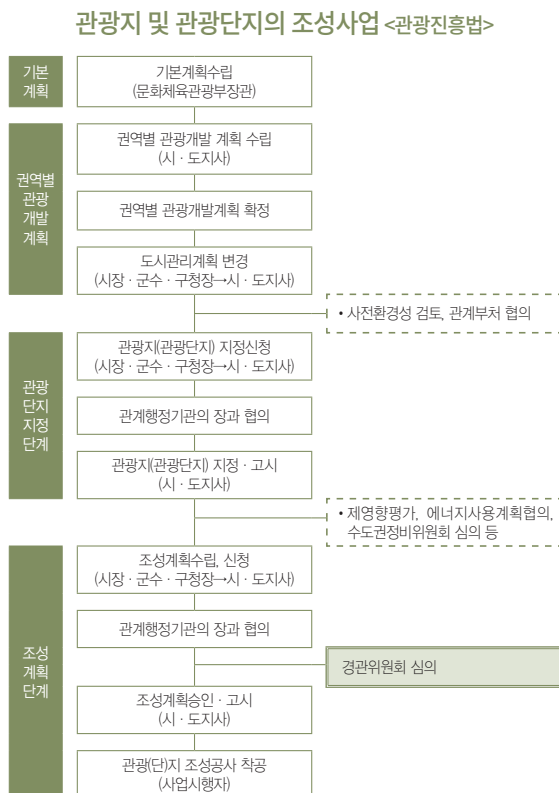 관광지 및 관광단지의 조성사업 <관광진흥법>
기본
계획
기본계획수립
(문화체육관광부장관)
권역별
관광
개발
계획
권역별 관광개발 계획 수립
(시 · 도지사)
권역별 관광개발계획 확정
도시관리계획 변경
(시장 · 군수 · 구청장→시 · 도지사)
• 사전환경성 검토, 관계부처 협의
관광
단지
지정
단계
관광지(관광단지) 지정신청
(시장 · 군수 · 구청장→시 · 도지사)
관계행정기관의 장과 협의
관광지(관광단지) 지정 · 고시
(시 · 도지사)
• 제영향평가, 에너지사용계획협의,
수도권정비위원회 심의 등
조성
계획
단계
조성계획수립, 신청
(시장 · 군수 · 구청장→시 · 도지사)
관계행정기관의 장과 협의
경관위원회 심의
조성계획승인 · 고시
(시 · 도지사)
관광(단)지 조성공사 착공
(사업시행자)